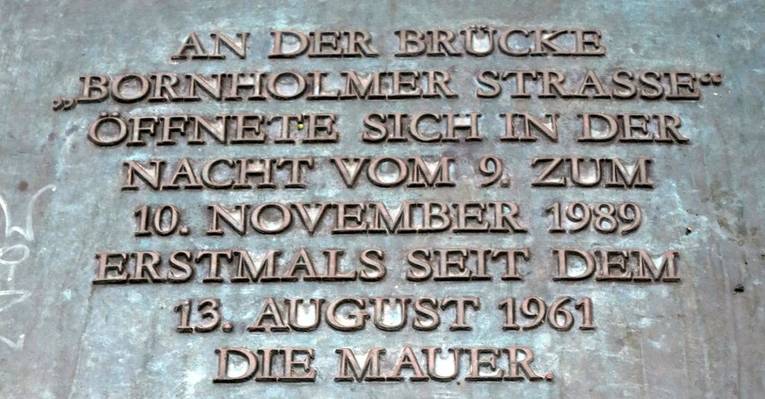 AN DER BRÜCKE
„BORNHOLMER STRASSE“
ÖFFNETE SICH IN DER
NACHT VOM 9. ZUM
10. NOVEMBER 1989
ERSTMALS SEIT DEM
13. AUGUST 1961
DIE MAUER.